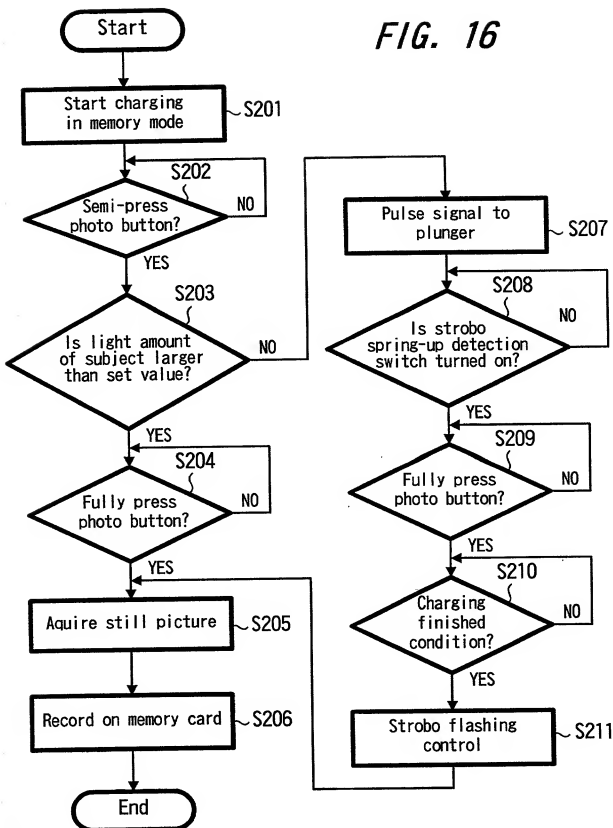 FIG. 16
Start
Start charging
in memory mode
S201
S202
Semi-press
photo button?
NO
YES
S203
Is light amount
of subject larger
than set value?
NO
YES
S204
Fully press
photo button?
NO
YES
Aquire still picture
S205
Record on memory card
S206
End
Pulse signal to
plunger
S207
S208
Is strobo
spring-up detection
switch turned on?
NO
YES
S209
Fully press
photo button?
NO
YES
S210
Charging
finished
condition?
NO
YES
Strobo flashing
control
S211